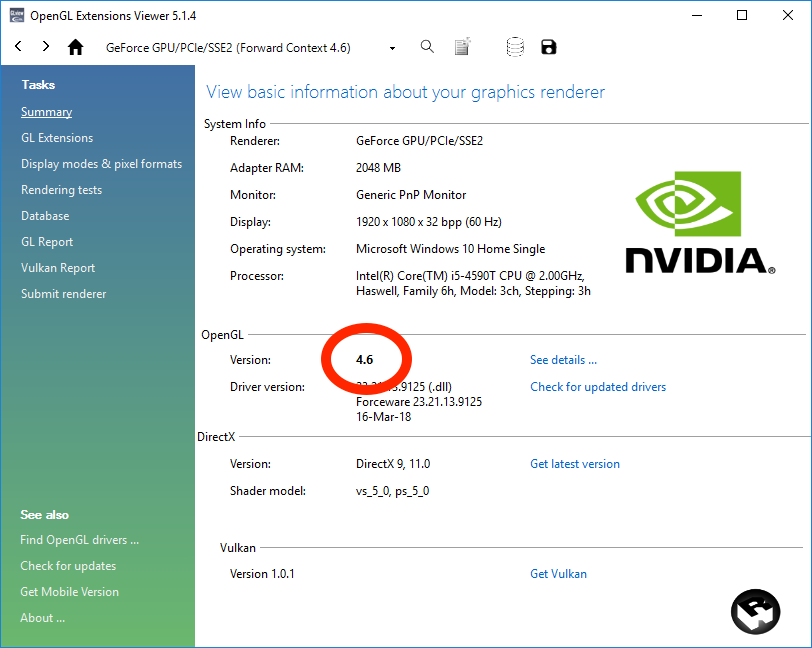 OpenGL Extensions Viewer 5.1.4
GeForce GPU/PCIe/SSE2 (Forward Context 4.6)
Tasks
Summary
GL Extensions
Display modes & pixel formats
Rendering tests
Database
GL Report
Vulkan Report
Submit renderer
See also
Find OpenGL drivers ...
Check for updates
Get Mobile Version
About ...
View basic information about your graphics renderer
System Info
Renderer: GeForce GPU/PCIe/SSE2
Adapter RAM: 2048 MB
Monitor: Generic PnP Monitor
Display: 1920 x 1080 x 32 bpp (60 Hz)
Operating system: Microsoft Windows 10 Home Single
Processor: Intel(R) Core(TM) i5-4590T CPU @ 2.00GHz,
Haswell, Family 6h, Model: 3ch, Stepping: 3h
NVIDIA.
OpenGL
Version: 4.6 See details ...
Driver version: 23.21.13.9125 (.dll) Check for updated drivers
Forceware 23.21.13.9125
16-Mar-18
DirectX
Version: DirectX 9, 11.0 Get latest version
Shader model: vs_5_0, ps_5_0
Vulkan
Version 1.0.1 Get Vulkan